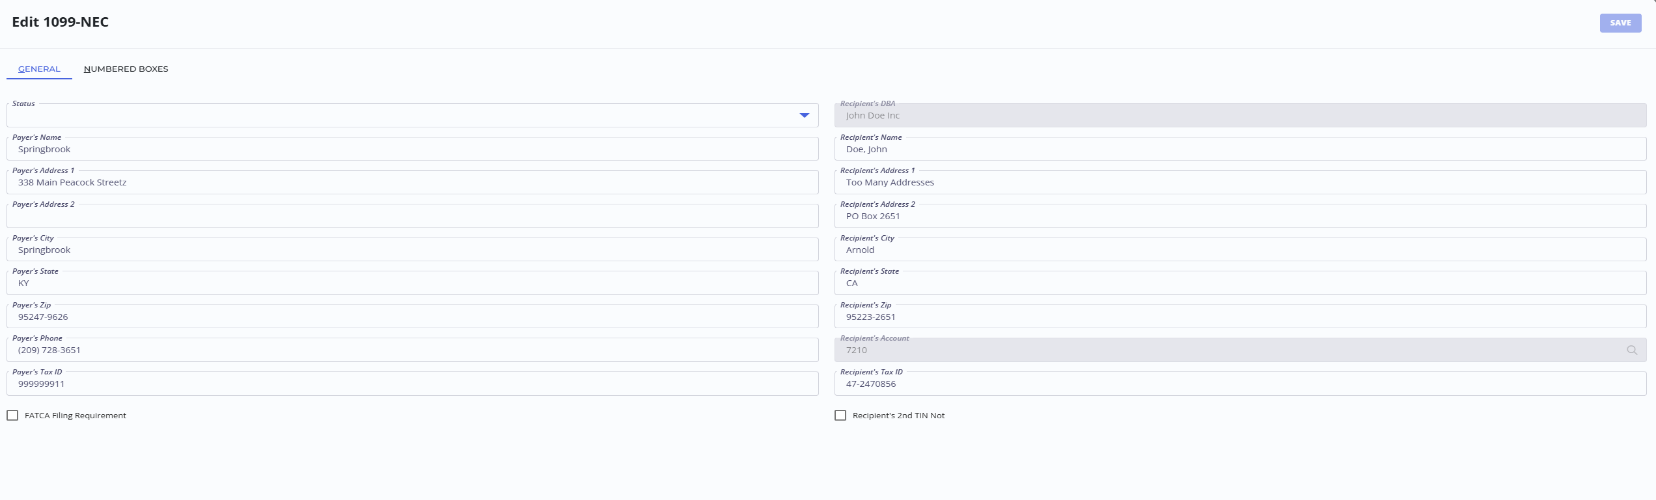 Edit 1099-NEC
SAVE
GENERAL
NUMBERED BOXES
Status
Payer's Name
Springbrook
Payer's Address 1
338 Main Peacock Streetz
Payer's Address 2
Payer's City
Springbrook
Payer's State
KY
Payer's Zip
95247-9626
Payer's Phone
(209) 728-3651
Payer's Tax ID
999999911
FATCA Filing Requirement
Recipient's DBA
John Doe Inc
Recipient's Name
Doe, John
Recipient's Address 1
Too Many Addresses
Recipient's Address 2
PO Box 2651
Recipient's City
Arnold
Recipient's State
CA
Recipient's Zip
95223-2651
Recipient's Account
7210
Recipient's Tax ID
47-2470856
Recipient's 2nd TIN Not